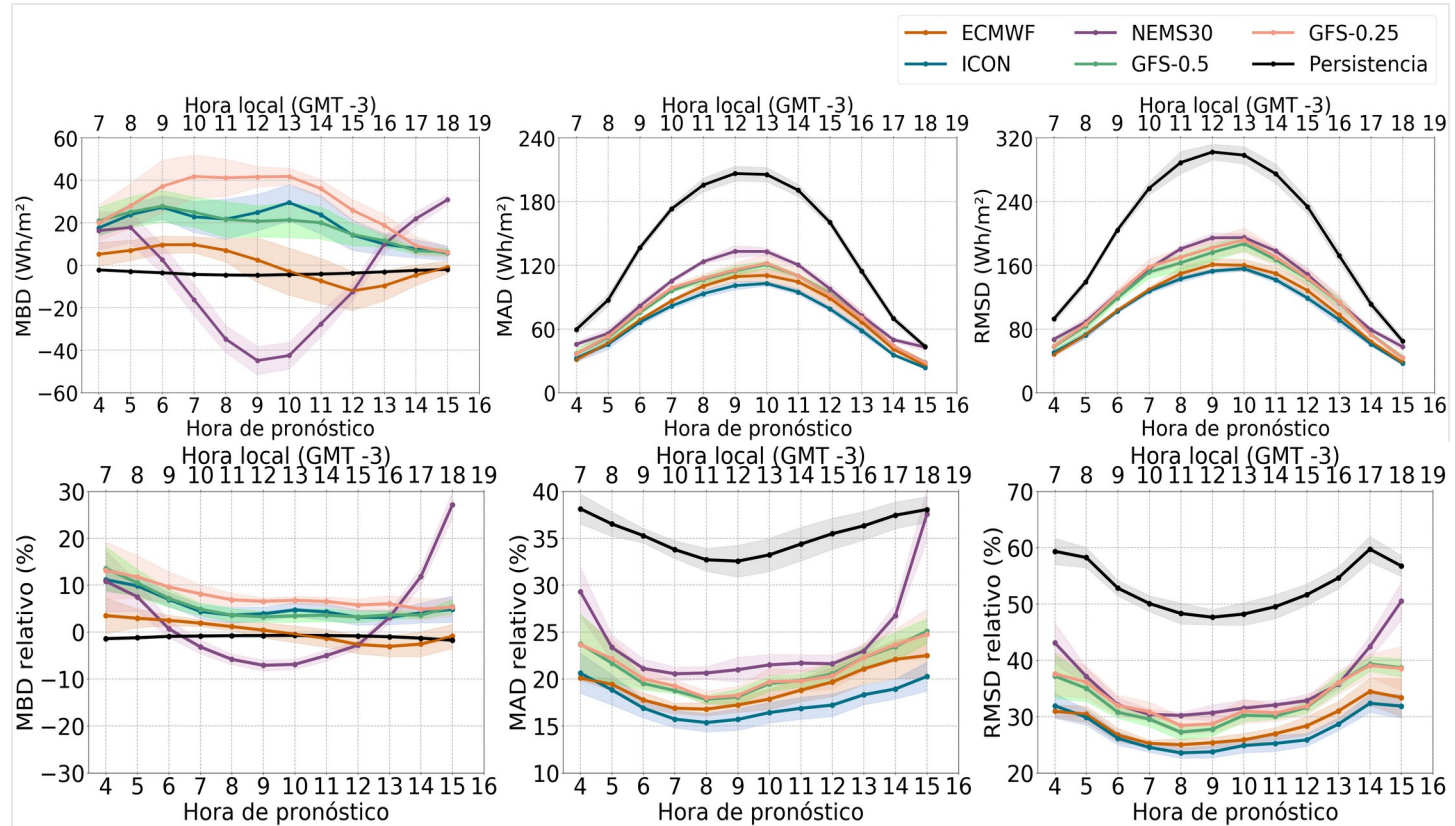 ECMWF NEMS30 GFS-0.25
ICON GFS-0.5 Persistencia
Hora local (GMT -3)
7 8 9 10 11 12 13 14 15 16 17 18 19
60
40
20
0
−20
−40
−60
MBD (Wh/m²)
4 5 6 7 8 9 10 11 12 13 14 15 16
Hora de pronóstico
Hora local (GMT -3)
7 8 9 10 11 12 13 14 15 16 17 18 19
240
180
120
60
0
MAD (Wh/m²)
4 5 6 7 8 9 10 11 12 13 14 15 16
Hora de pronóstico
Hora local (GMT -3)
7 8 9 10 11 12 13 14 15 16 17 18 19
320
240
160
80
0
RMSD (Wh/m²)
4 5 6 7 8 9 10 11 12 13 14 15 16
Hora de pronóstico
Hora local (GMT -3)
7 8 9 10 11 12 13 14 15 16 17 18 19
30
20
10
0
−10
−20
−30
MBD relativo (%)
4 5 6 7 8 9 10 11 12 13 14 15 16
Hora de pronóstico
Hora local (GMT -3)
7 8 9 10 11 12 13 14 15 16 17 18 19
40
35
30
25
20
15
10
MAD relativo (%)
4 5 6 7 8 9 10 11 12 13 14 15 16
Hora de pronóstico
Hora local (GMT -3)
7 8 9 10 11 12 13 14 15 16 17 18 19
70
60
50
40
30
20
RMSD relativo (%)
4 5 6 7 8 9 10 11 12 13 14 15 16
Hora de pronóstico